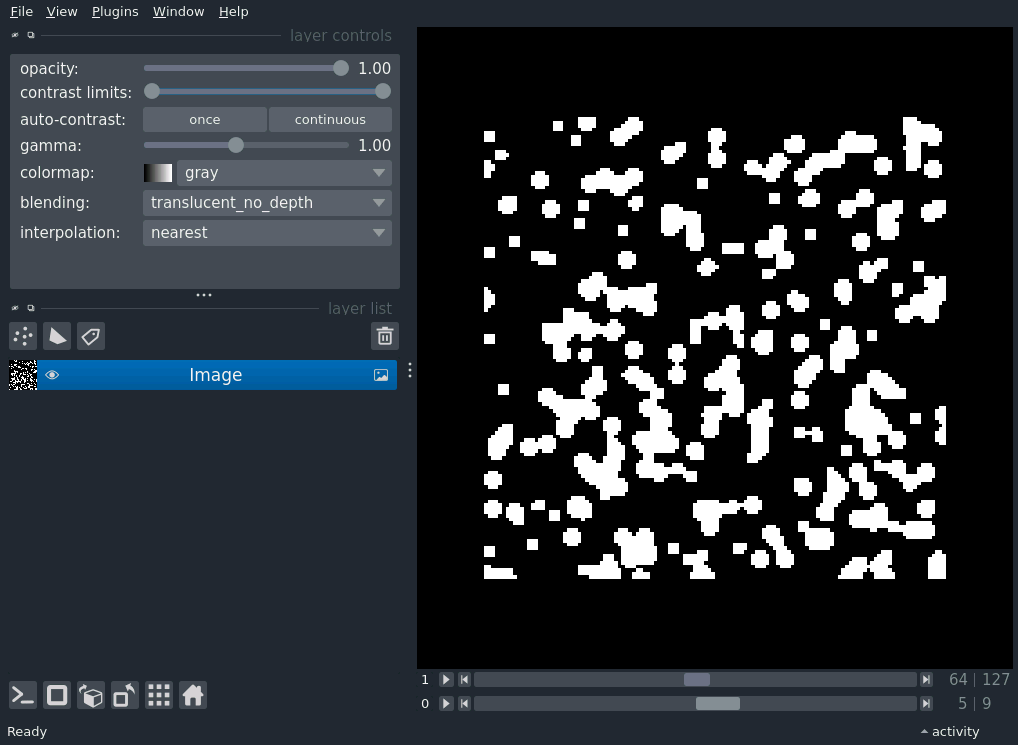 File View Plugins Window Help
layer controls
opacity: 1.00
contrast limits:
auto-contrast: once continuous
gamma: 1.00
colormap: gray
blending: translucent_no_depth
interpolation: nearest
layer list
Image
1 64 | 127
0 5 | 9
Ready activity